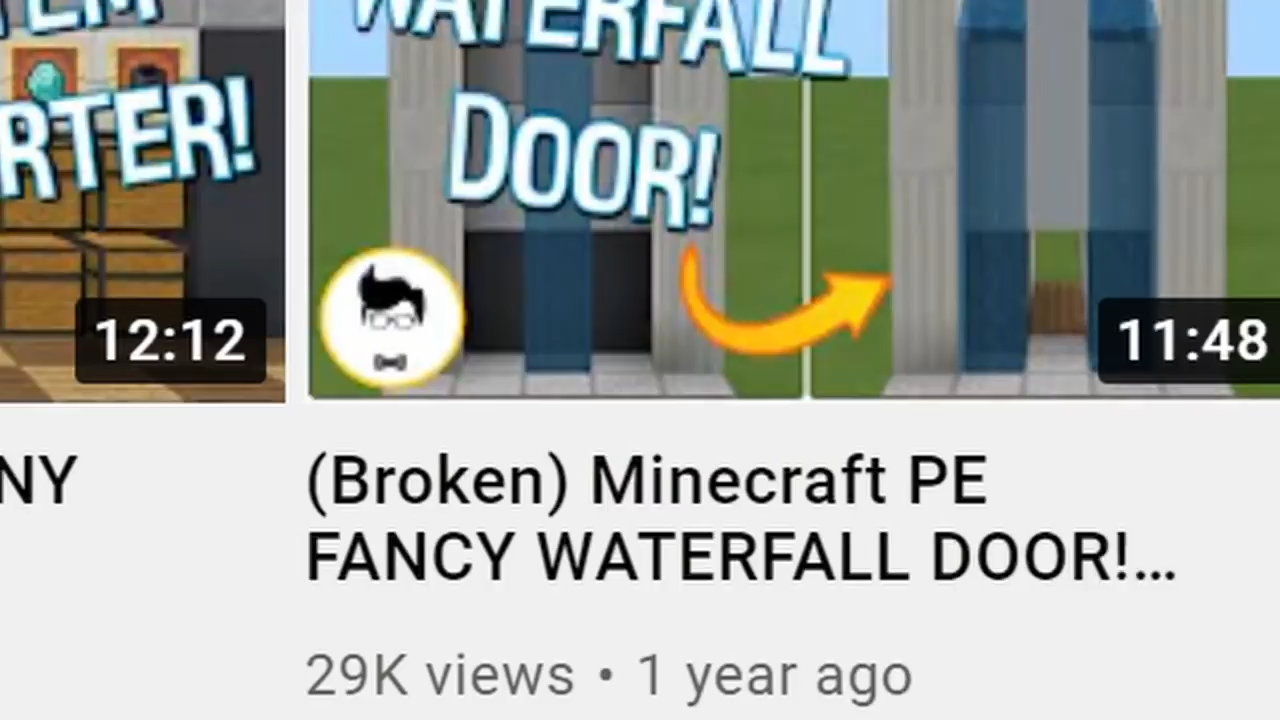 RTER!
12:12
NY
WATERFALL
DOOR!
11:48
(Broken) Minecraft PE
FANCY WATERFALL DOOR!...
29K views • 1 year ago